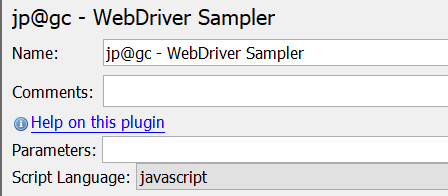 jp@gc - WebDriver Sampler
Name: jp@gc - WebDriver Sampler
Comments:
Help on this plugin
Parameters:
Script Language: javascript